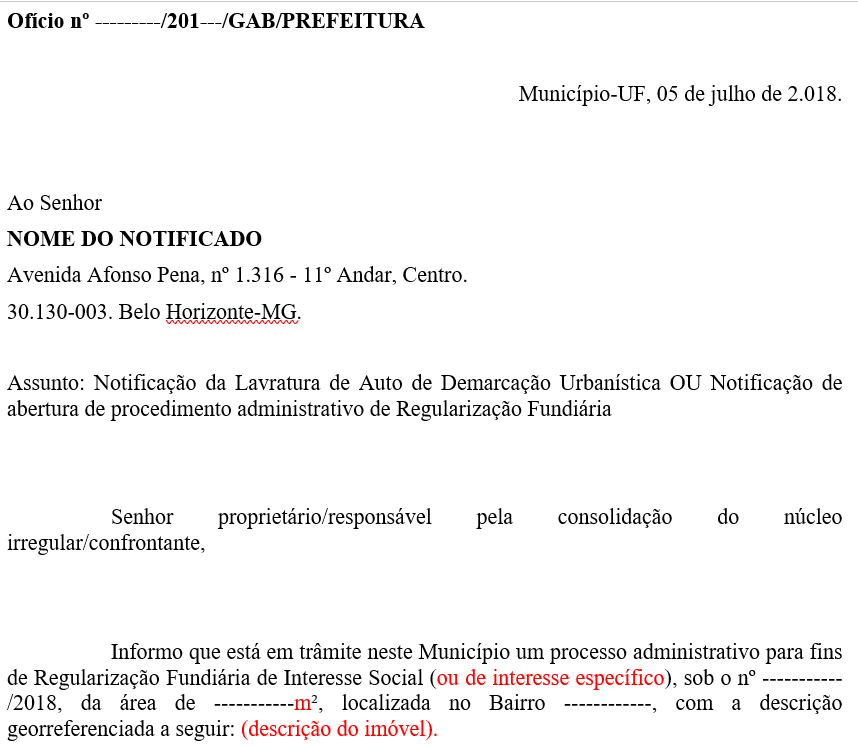 Ofício nº ---------/201---/GAB/PREFEITURA
Município-UF, 05 de julho de 2.018.
Ao Senhor
NOME DO NOTIFICADO
Avenida Afonso Pena, nº 1.316 - 11º Andar, Centro.
30.130-003. Belo Horizonte-MG.
Assunto: Notificação da Lavratura de Auto de Demarcação Urbanística OU Notificação de
abertura de procedimento administrativo de Regularização Fundiária
Senhor proprietário/responsável pela consolidação do núcleo
irregular/confrontante,
Informo que está em trâmite neste Município um processo administrativo para fins
de Regularização Fundiária de Interesse Social (ou de interesse específico), sob o nº -----------
/2018, da área de -----------m², localizada no Bairro ------------, com a descrição
georreferenciada a seguir: (descrição do imóvel).